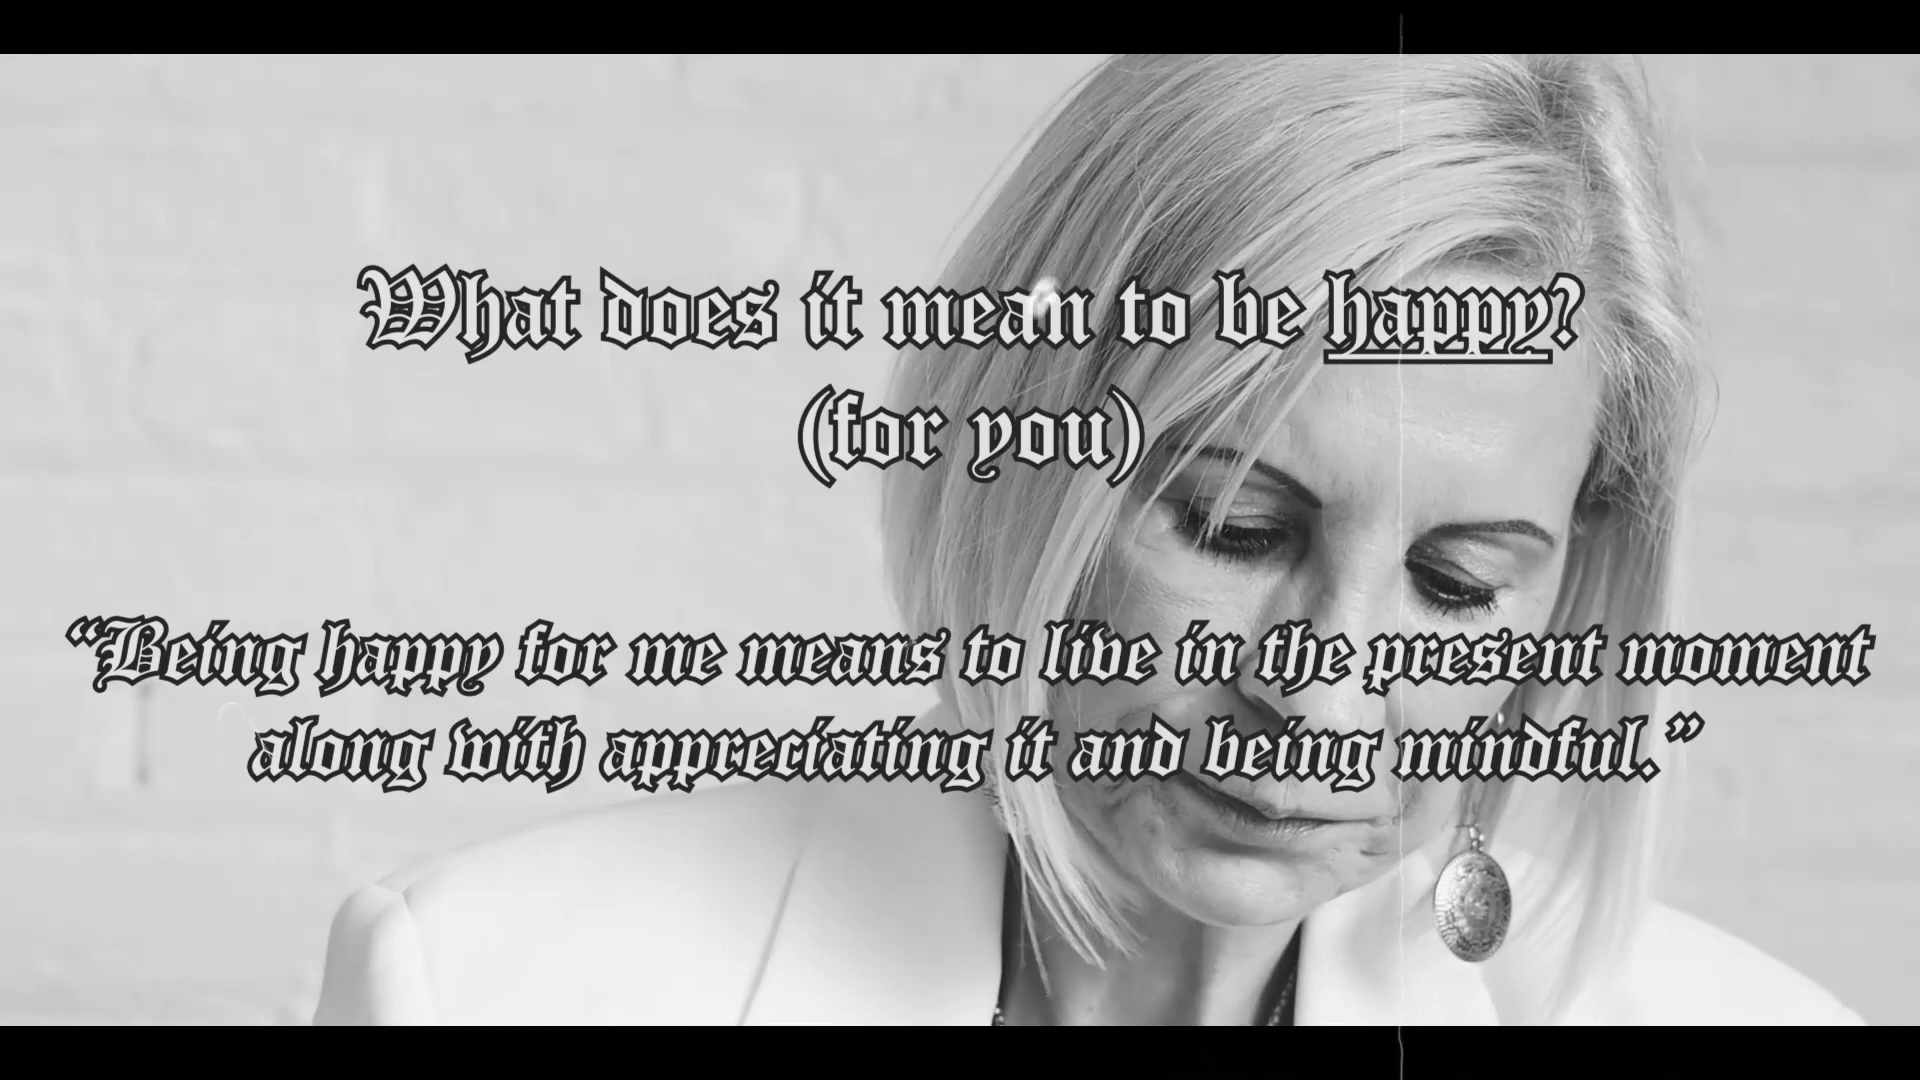 What does it mean to be happy?
(for you)
“Being happy for me means to live in the present moment
along with appreciating it and being mindful.”